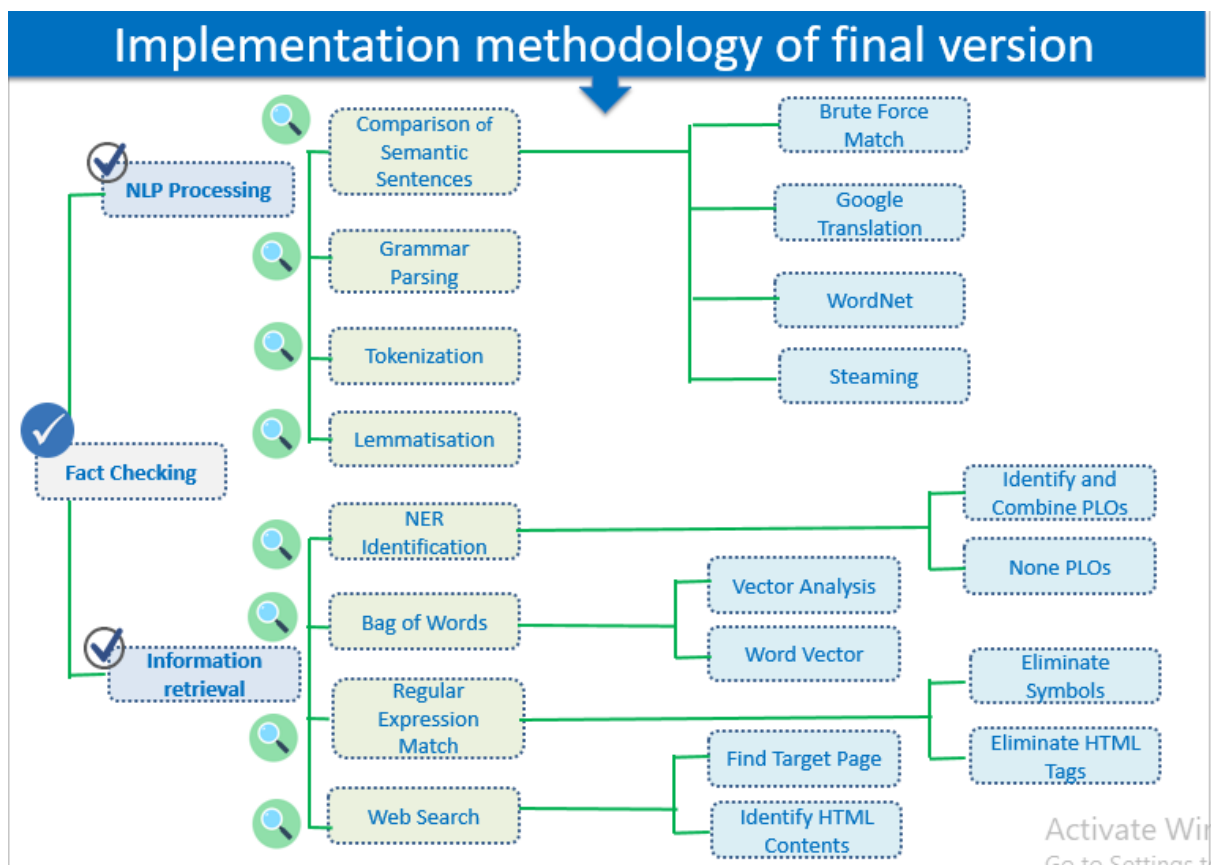 Implementation methodology of final version
Comparison of
Semantic
Sentences
Brute Force
Match
NLP Processing
Google
Translation
Grammar
Parsing
WordNet
Tokenization
Steaming
Lemmatisation
Fact Checking
Identify and
Combine PLOs
NER
Identification
None PLOs
Vector Analysis
Bag of Words
Word Vector
Information
retrieval
Eliminate
Symbols
Regular
Expression
Match
Eliminate HTML
Tags
Find Target Page
Web Search
Identify HTML
Contents
Activate Wi
Go to Settings t